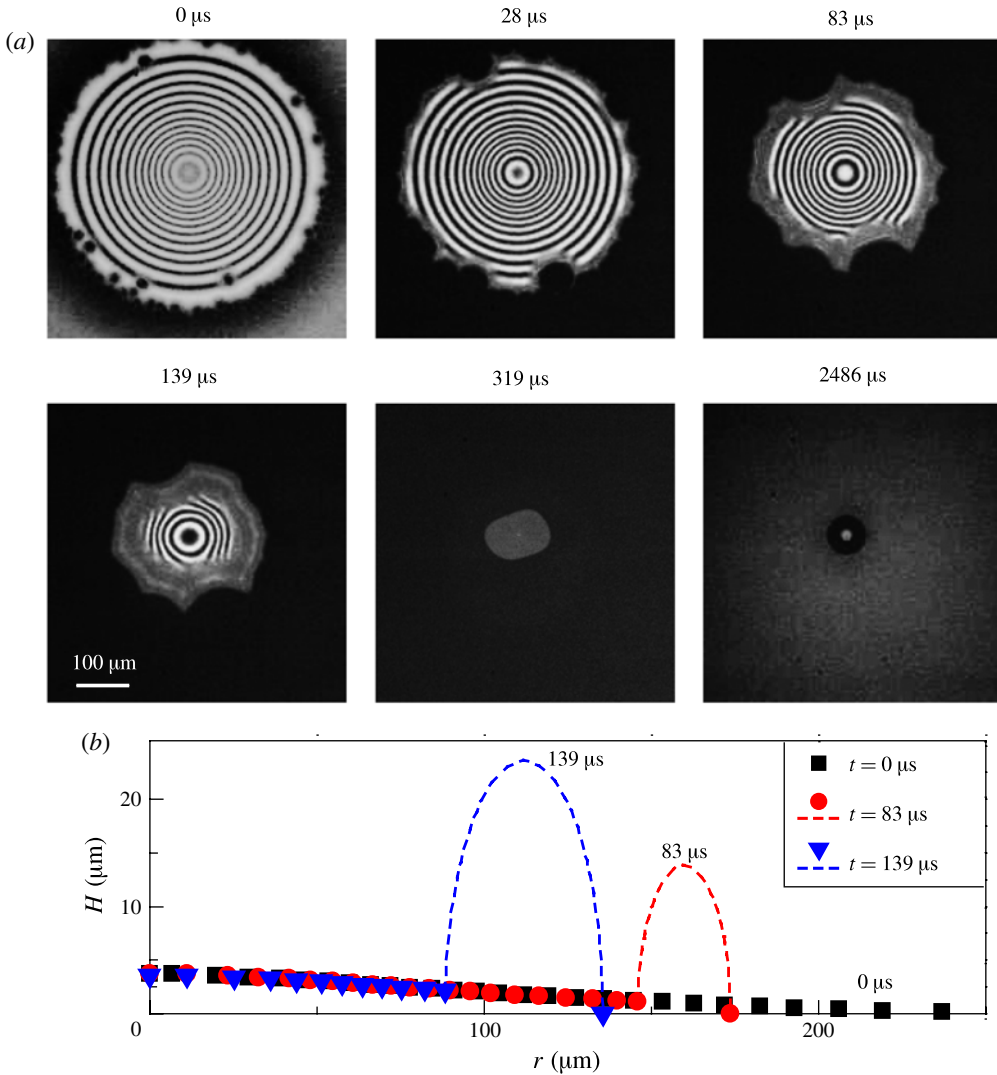 0 μs
28 μs
83 μs
(a)
139 μs
319 μs
2486 μs
100 μm
(b)
139 μs
t = 0 μs
20
t = 83 μs
83 μs
t = 139 μs
H (μm)
10
0 μs
0
100
200
r (μm)